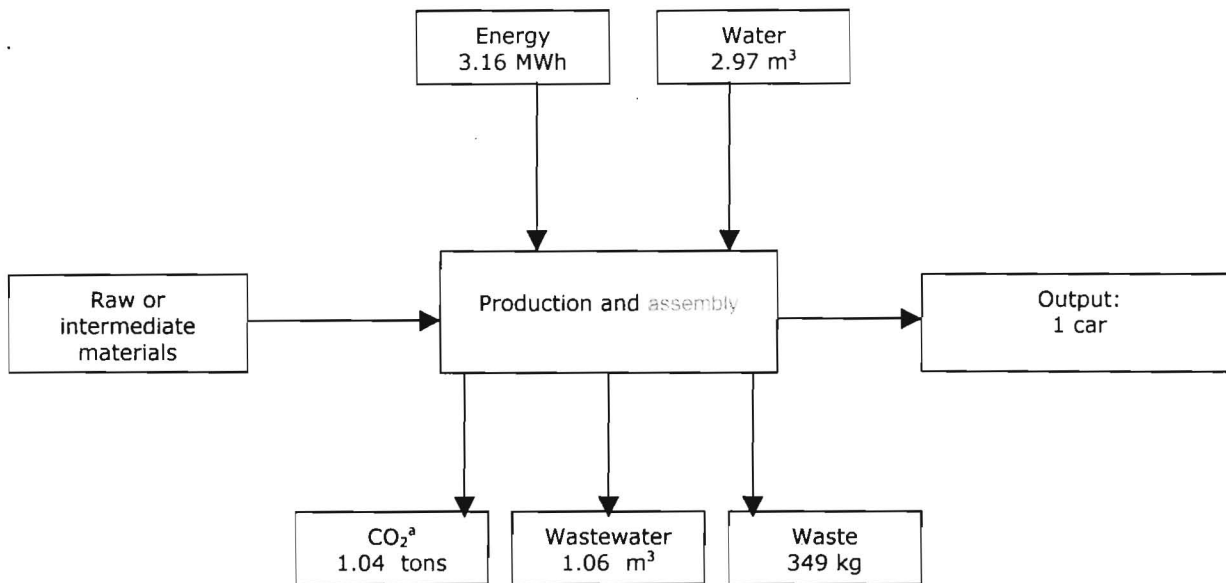 Energy
3.16 MWh
Water
2.97 m³
Raw or
intermediate
materials
Production and assembly
Output:
1 car
CO₂ᵃ
1.04 tons
Wastewater
1.06 m³
Waste
349 kg